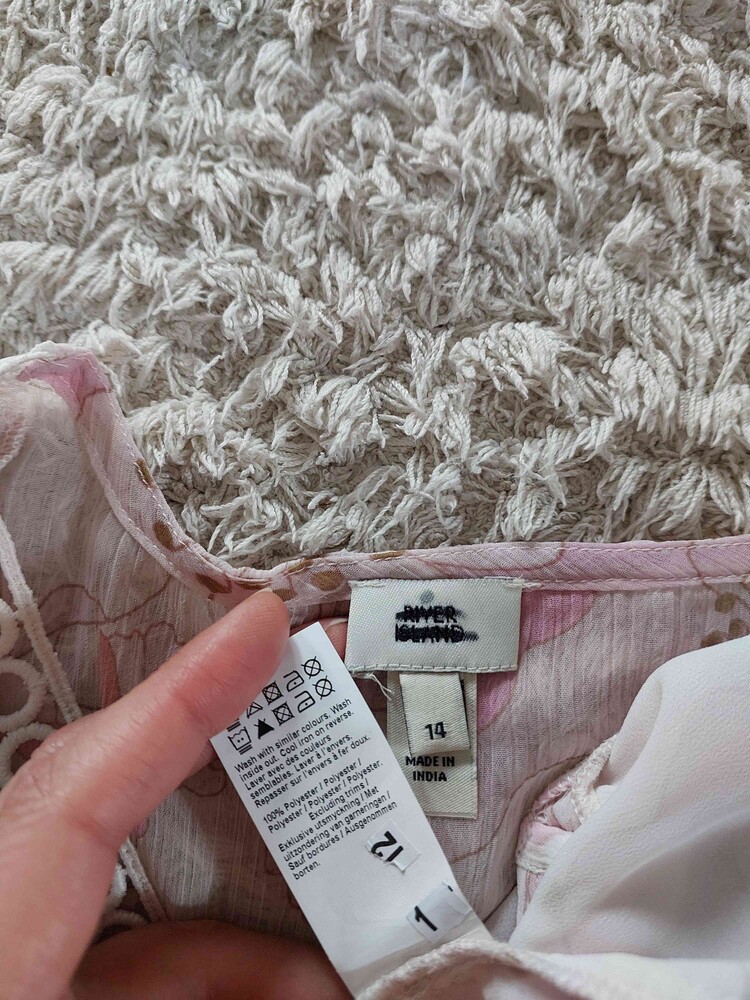 RIVER
ISLAND
14
MADE IN
INDIA
Wash with similar colours. Wash
inside out. Cool iron on reverse.
Laver avec des couleurs
semblables. Laver à l'envers.
Repasser sur l'envers à fer doux.
100% Polyester / Polyester /
Polyester / Polyester / Polyester.
Excluding trims /
Exklusive utsmyckning / Met
uitzondering van garneringen /
Sauf bordures / Ausgenommen
borten.
12
1